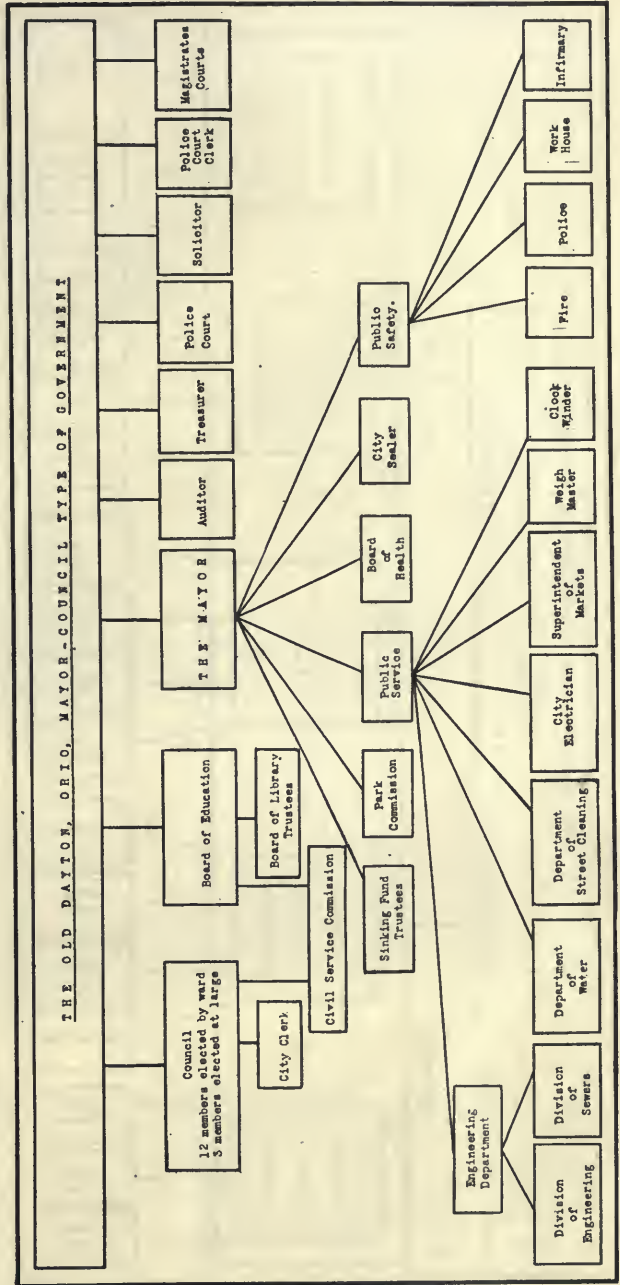 THE OLD DAYTON, OHIO, MAYOR-COUNCIL TYPE OF GOVERNMENT
Council
12 members elected by ward
3 members elected at large
Board of Education
THE MAYOR
Auditor
Treasurer
Police
Court
Solicitor
Police
Court
Clerk
Magistrates
Courts
City Clerk
Board of Library
Trustees
Civil Service Commission
Sinking Fund
Trustees
Park
Commission
Public
Service
Board
of
Health
City
Sealer
Public
Safety.
Engineering
Department
Division
of
Engineering
Division
of
Sewers
Department
of
Water
Department
of
Street Cleaning
City
Electrician
Superintendent
of
Markets
Weigh
Master
Clock
Winder
Fire
Police
Work
House
Infirmary